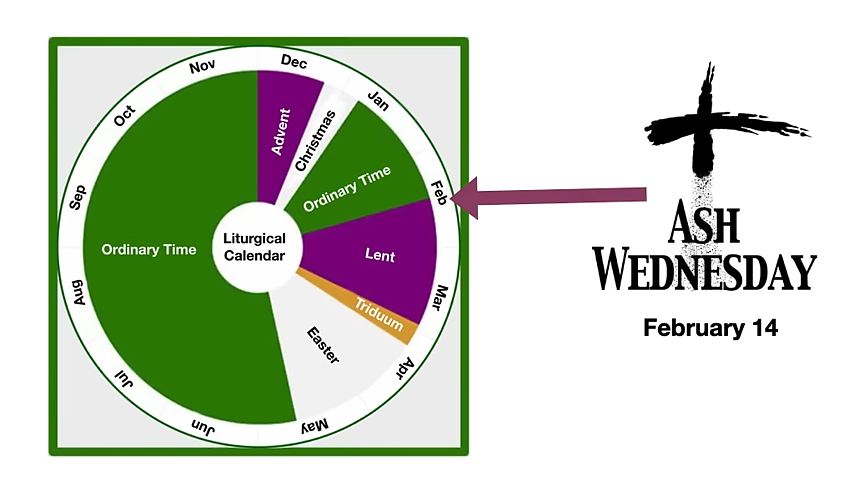 Dec
Jan
Feb
Mar
Apr
May
Jun
Jul
Aug
Sep
Oct
Nov
Advent
Christmas
Ordinary Time
Lent
Triduum
Easter
Ordinary Time
Liturgical
Calendar
ASH
WEDNESDAY
February 14